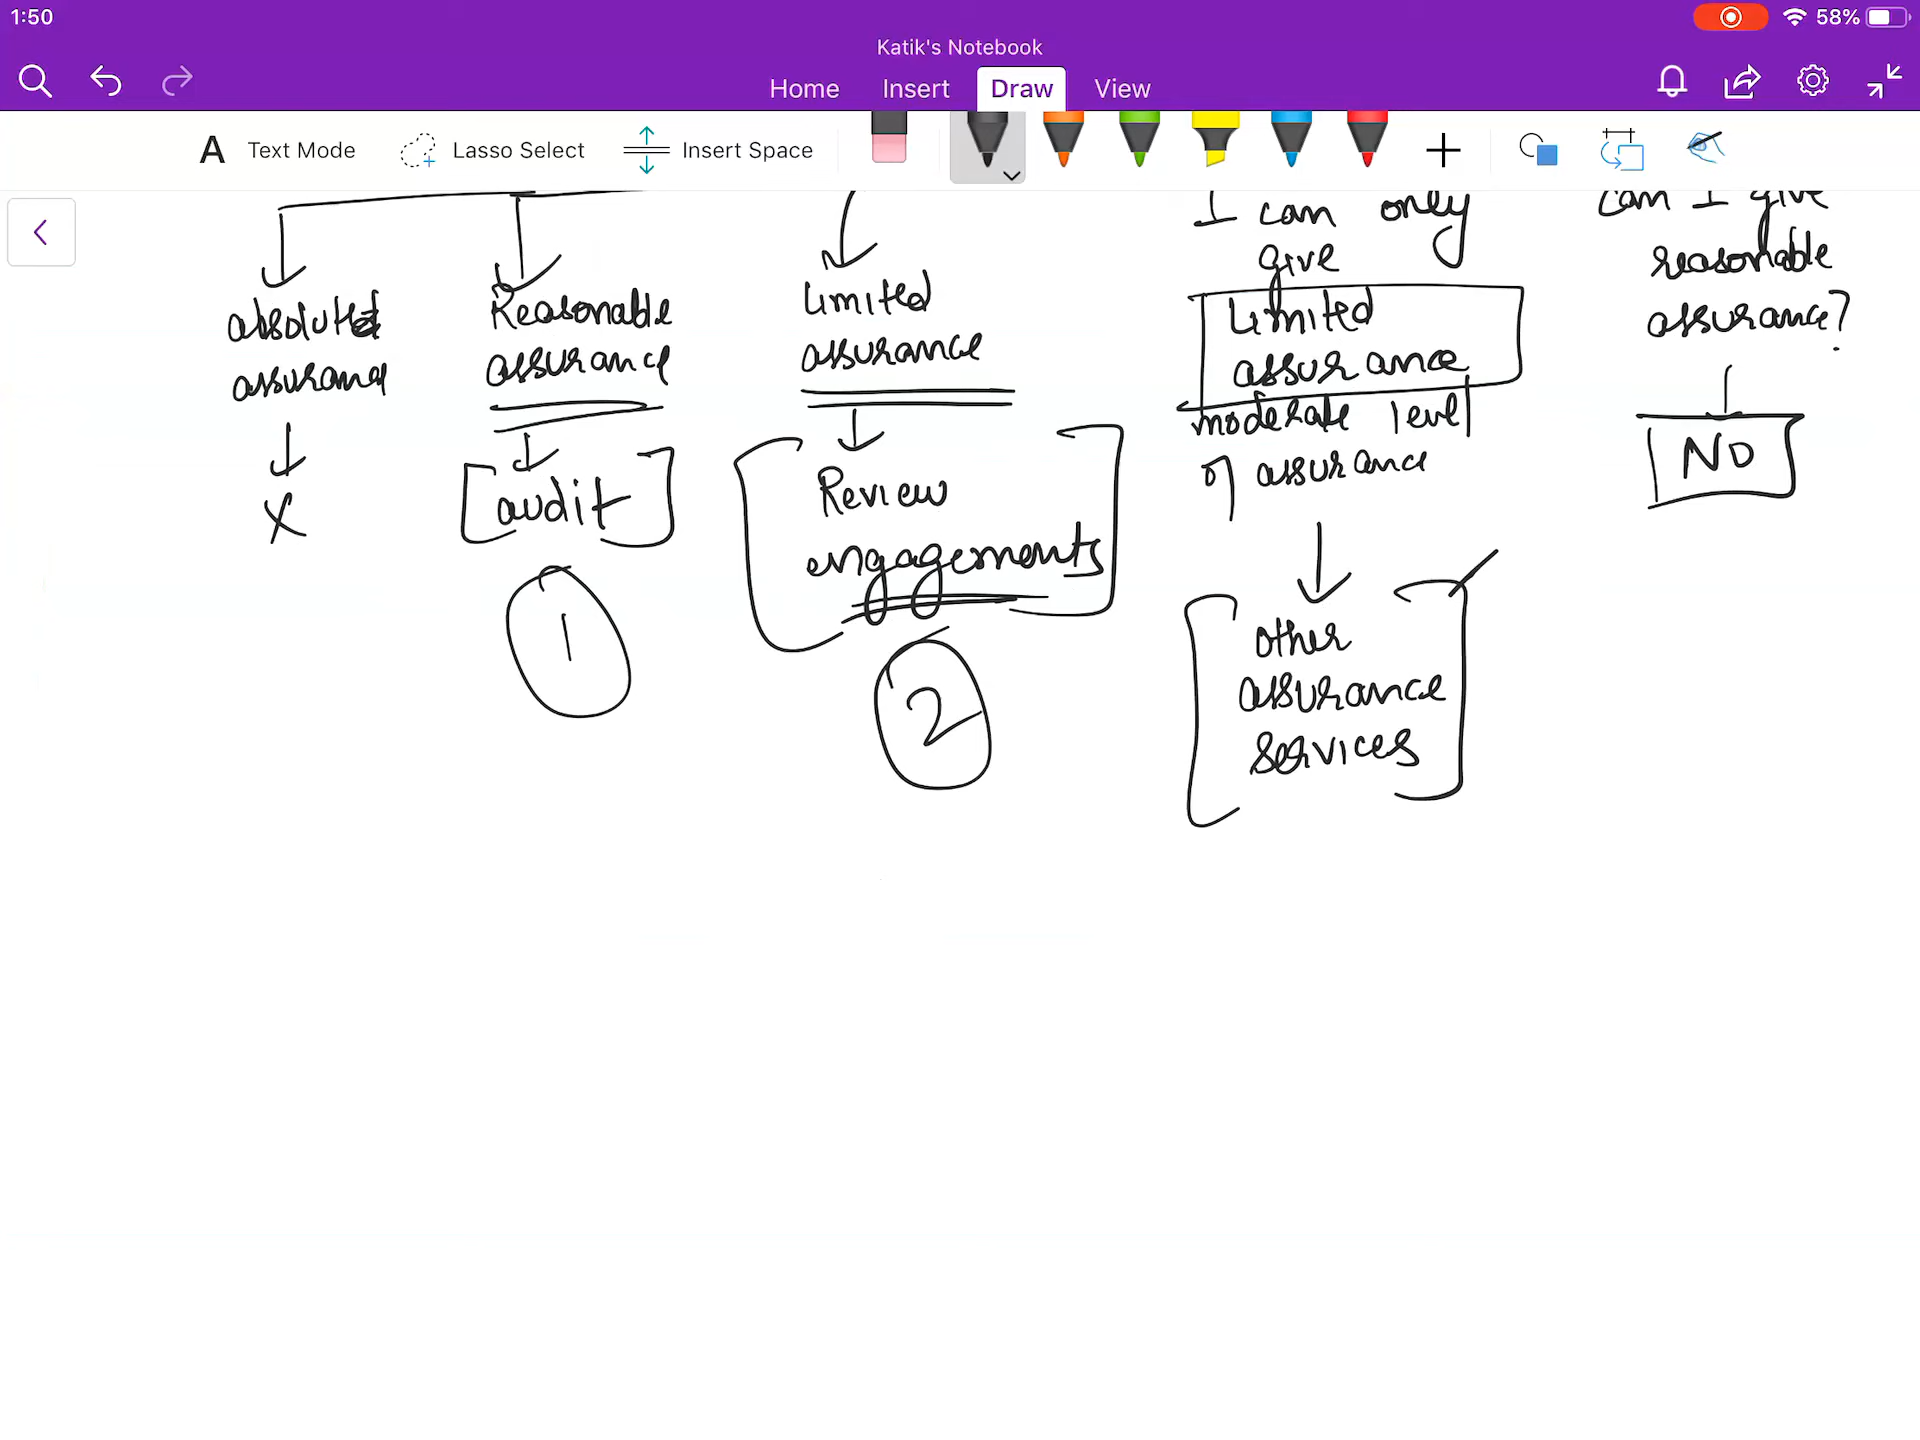 1:50
58%
Katik's Notebook
Home Insert Draw View
A Text Mode Lasso Select Insert Space
absolute
assurance
X
Reasonable
assurance
audit
1
Limited
assurance
Review
engagements
2
I can only
give
Limited
assurance
moderate level
of assurance
other
assurance
services
can I give
reasonable
assurance?
NO